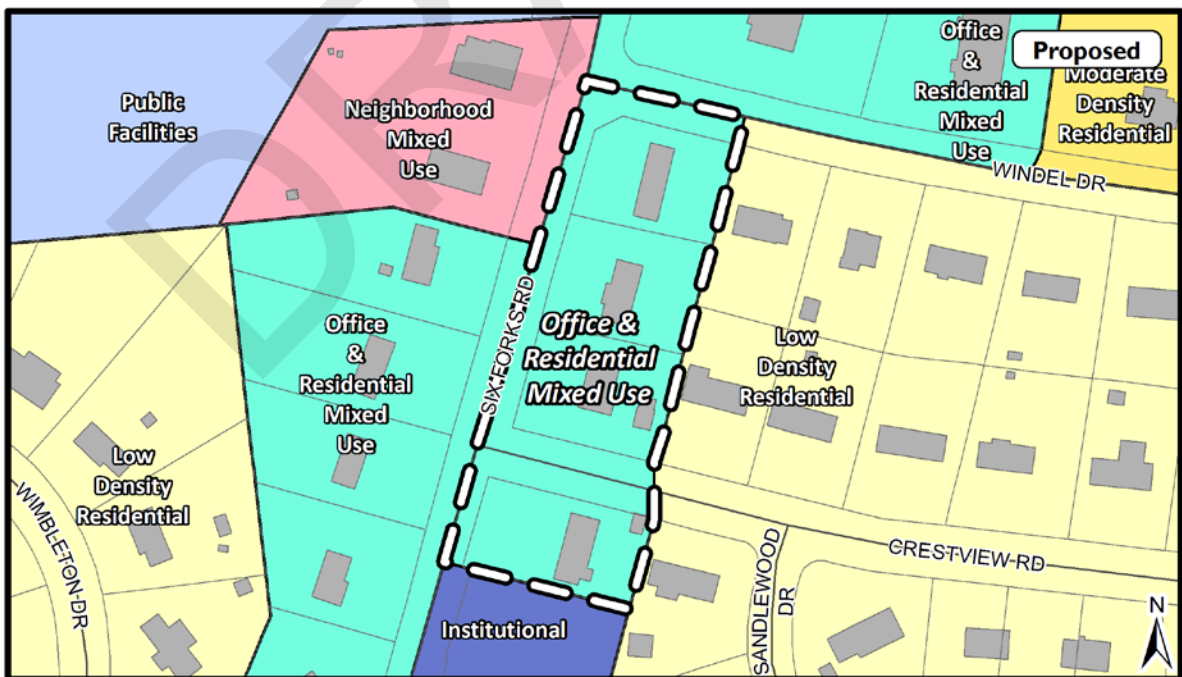 Proposed
Public
Facilities
Neighborhood
Mixed
Use
Office
&
Residential
Mixed
Use
Moderate
Density
Residential
WINDEL DR
SIX FORKS RD
Office &
Residential
Mixed Use
Office
&
Residential
Mixed
Use
Low
Density
Residential
Low
Density
Residential
WIMBLETON DR
CRESTVIEW RD
SANDLEWOOD
DR
Institutional
N
DR